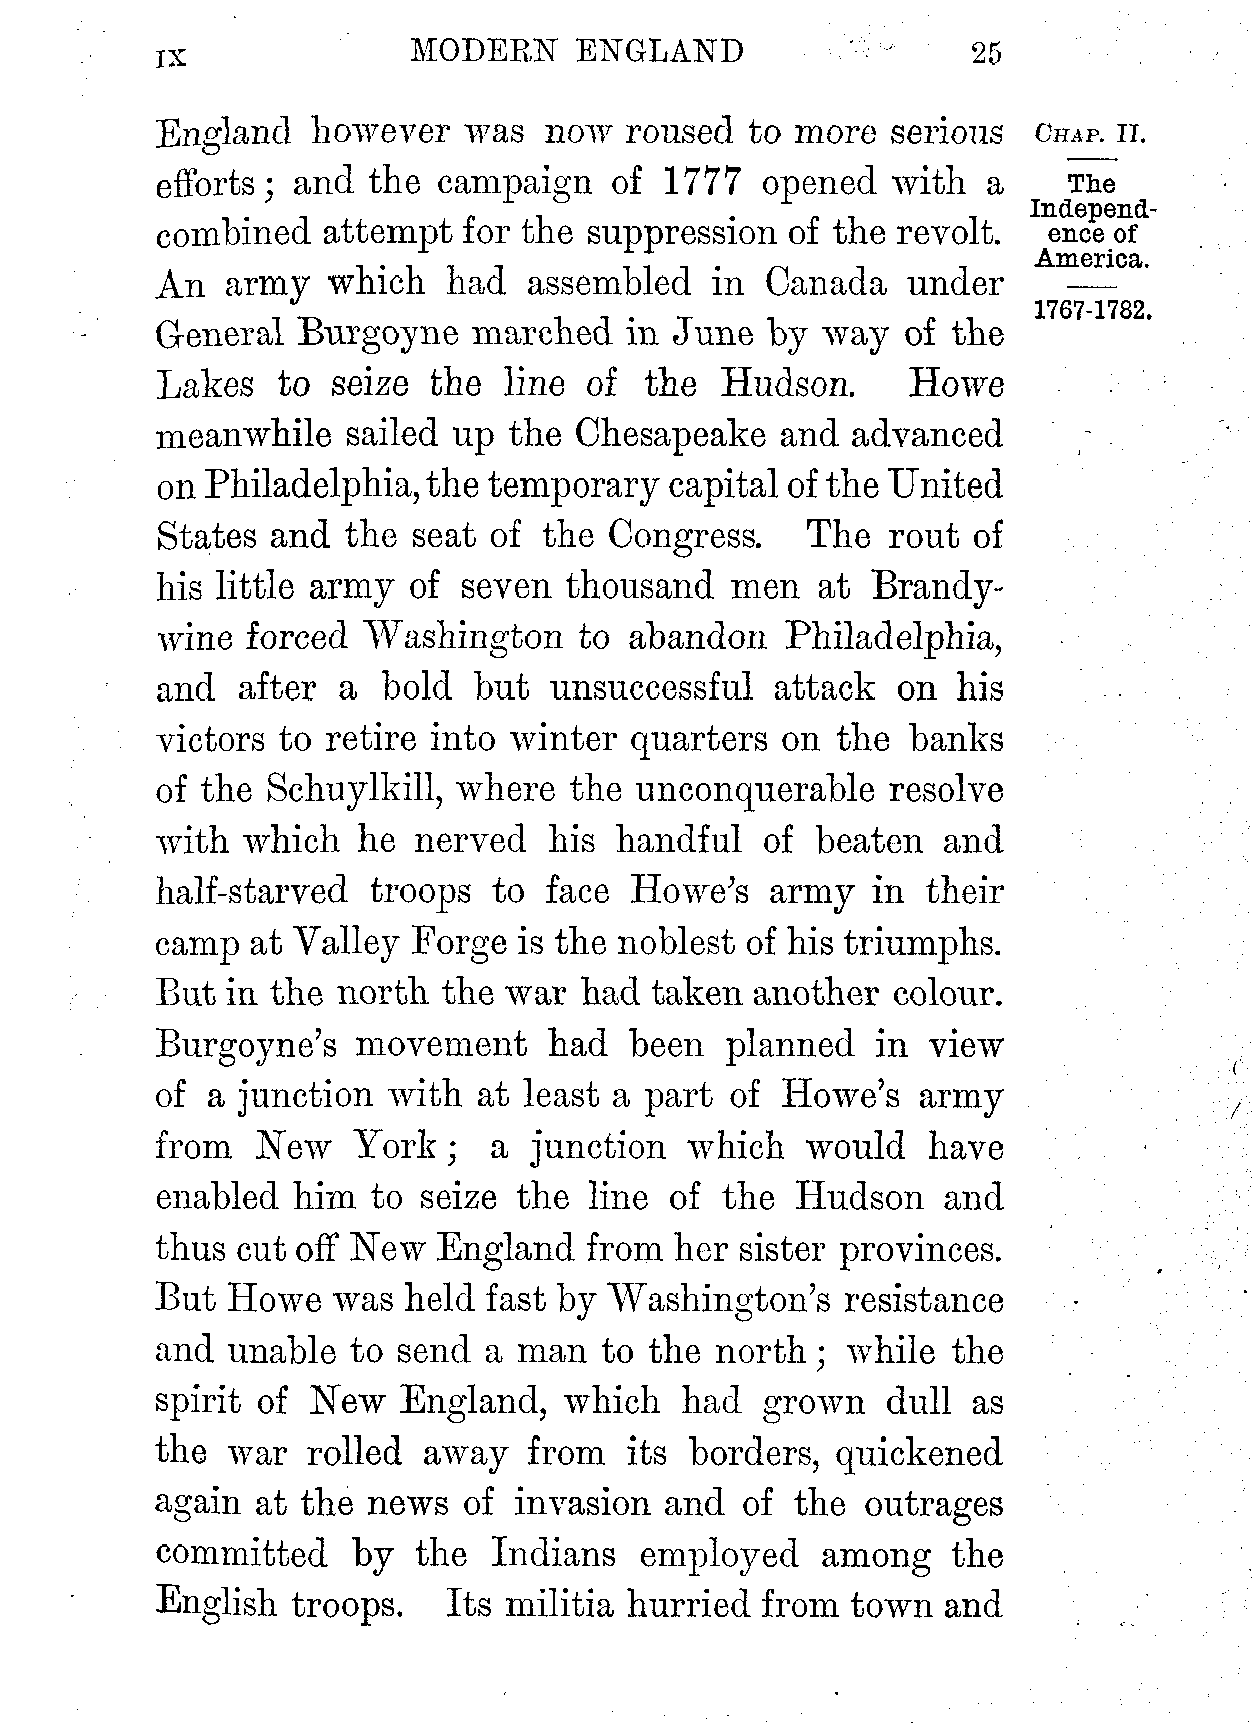 IX MODERN ENGLAND 25
England however was now roused to more serious
efforts ; and the campaign of 1777 opened with a
combined attempt for the suppression of the revolt.
An army which had assembled in Canada under
General Burgoyne marched in June by way of the
Lakes to seize the line of the Hudson. Howe
meanwhile sailed up the Chesapeake and advanced
on Philadelphia, the temporary capital of the United
States and the seat of the Congress. The rout of
his little army of seven thousand men at Brandy-
wine forced Washington to abandon Philadelphia,
and after a bold but unsuccessful attack on his
victors to retire into winter quarters on the banks
of the Schuylkill, where the unconquerable resolve
with which he nerved his handful of beaten and
half-starved troops to face Howe's army in their
camp at Valley Forge is the noblest of his triumphs.
But in the north the war had taken another colour.
Burgoyne's movement had been planned in view
of a junction with at least a part of Howe's army
from New York ; a junction which would have
enabled him to seize the line of the Hudson and
thus cut off New England from her sister provinces.
But Howe was held fast by Washington's resistance
and unable to send a man to the north ; while the
spirit of New England, which had grown dull as
the war rolled away from its borders, quickened
again at the news of invasion and of the outrages
committed by the Indians employed among the
English troops. Its militia hurried from town and
CHAP. II.
The
Independ-
ence of
America.
1767-1782.